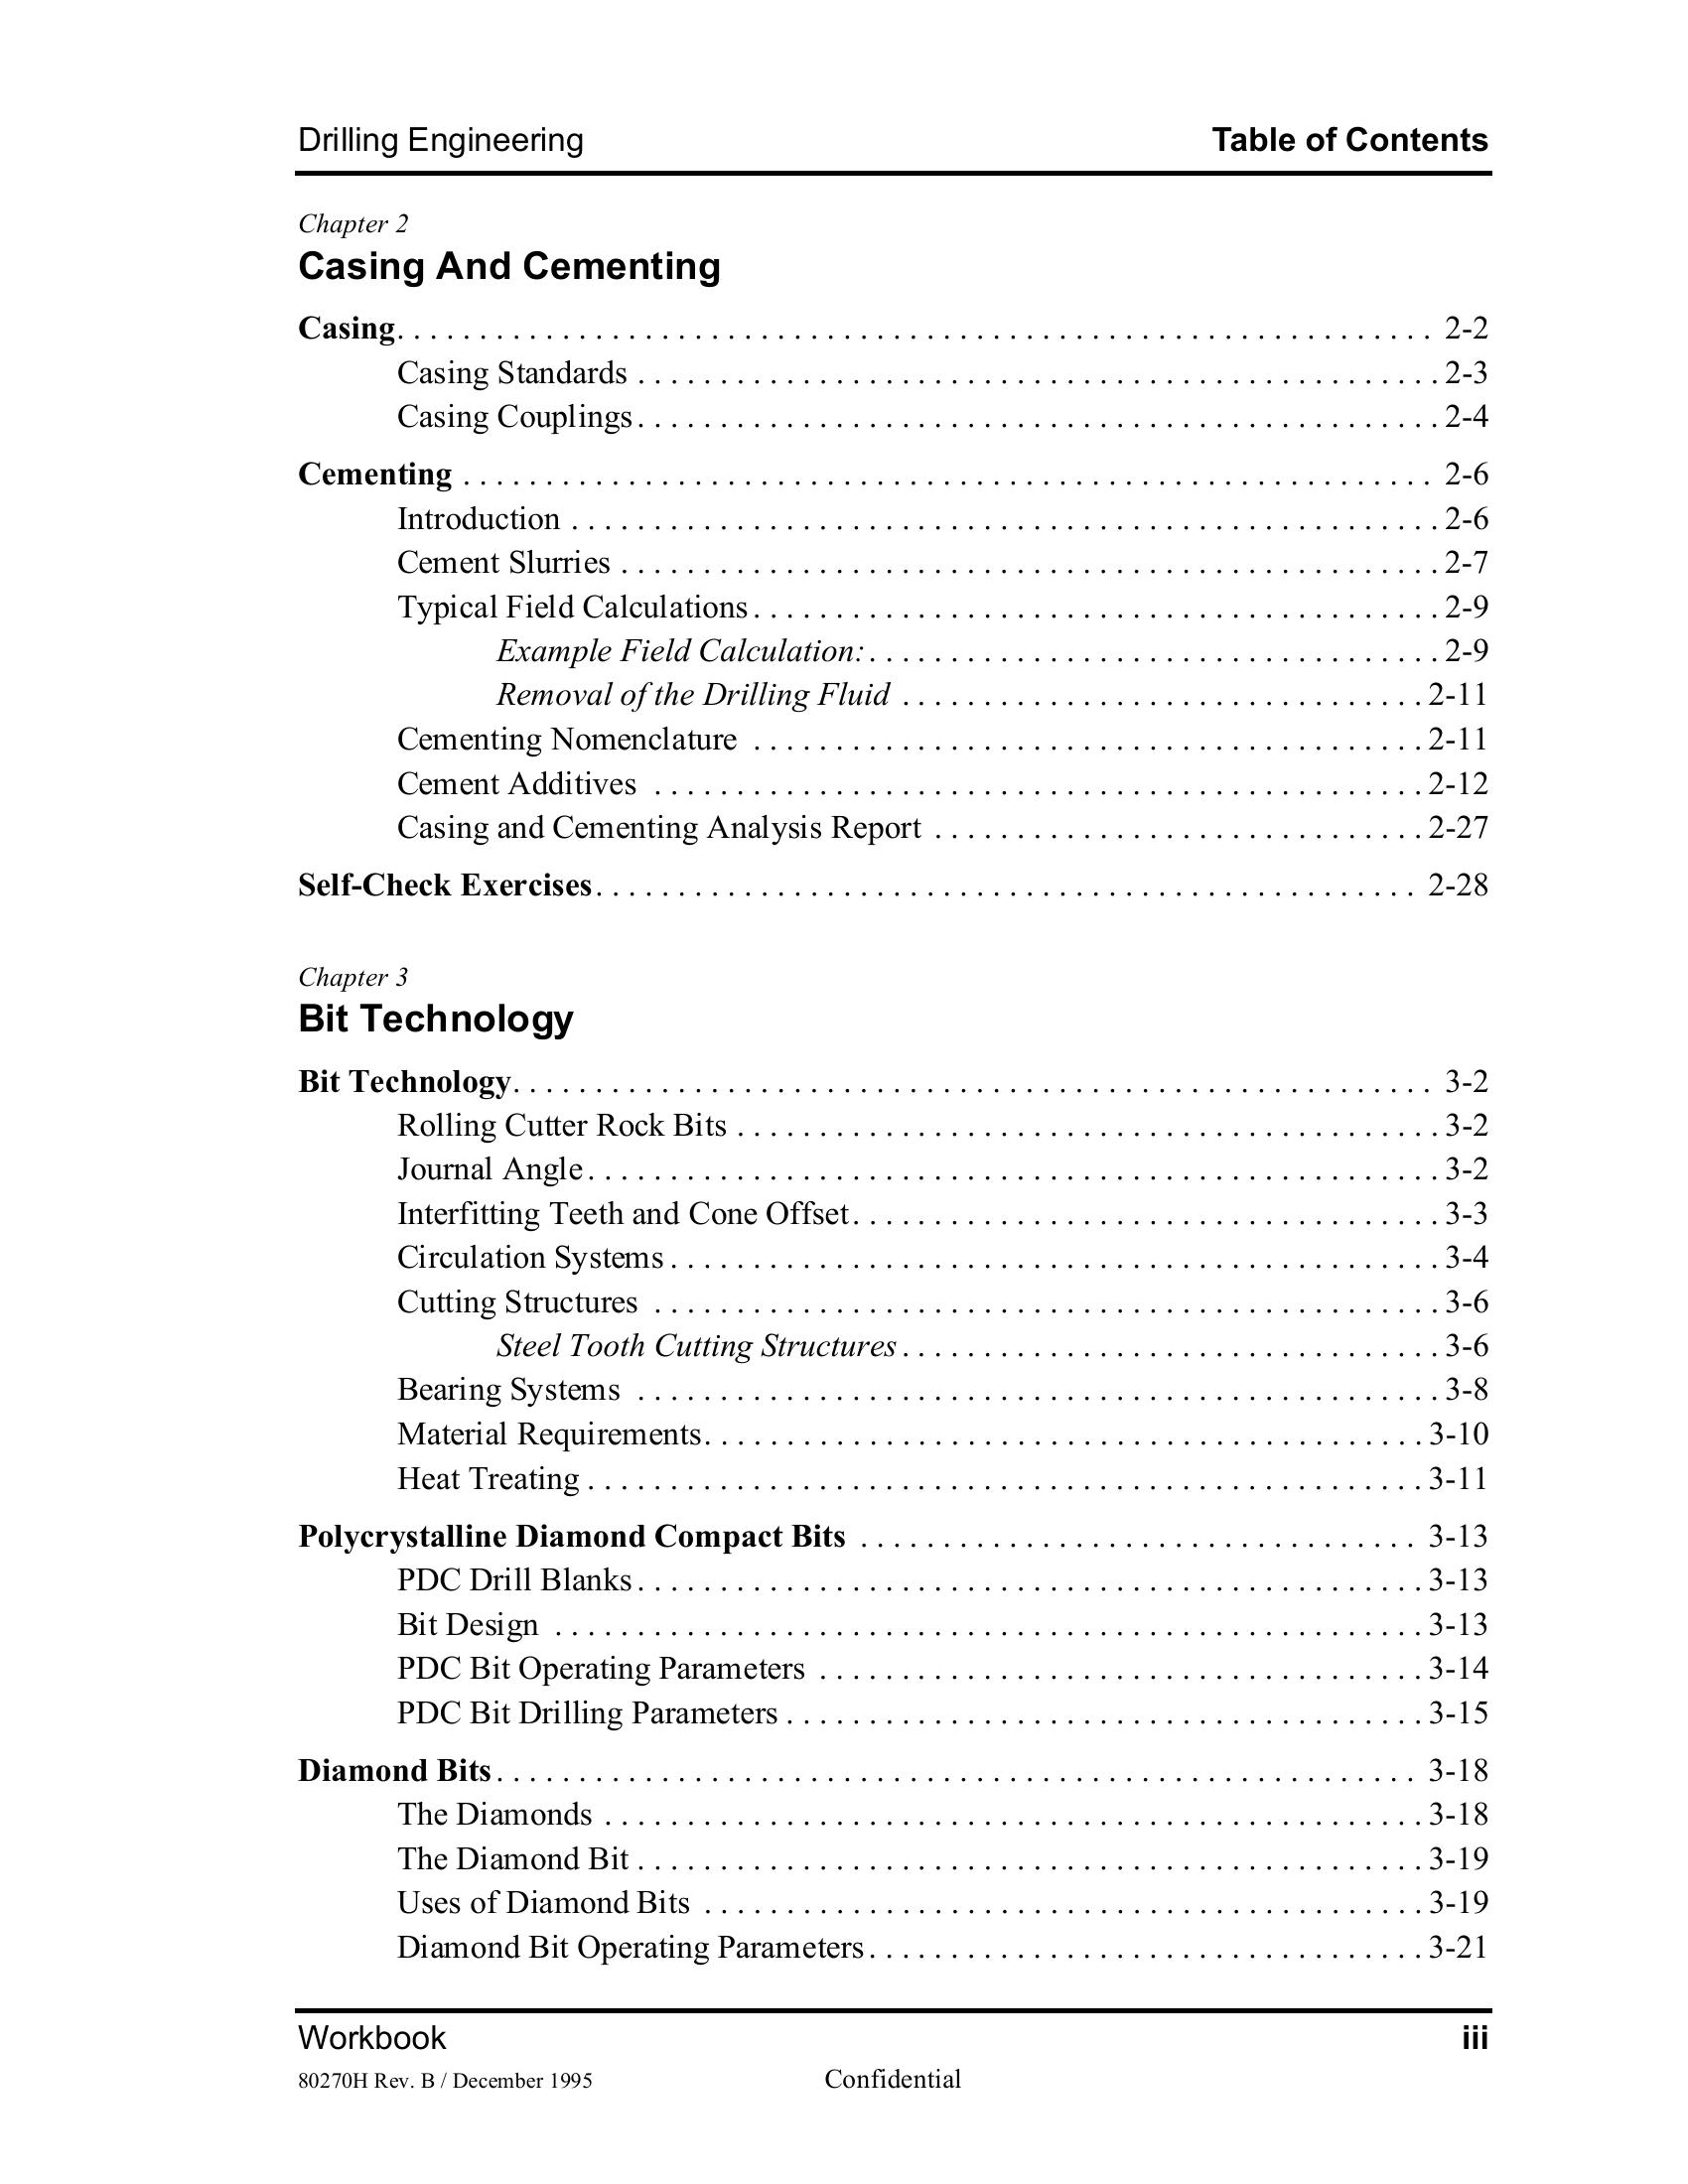 Drilling Engineering Table of Contents
Chapter 2
Casing And Cementing
Casing. . . . . . . . . . . . . . . . . . . . . . . . . . . . . . 2-2
Casing Standards . . . . . . . . . . . . . . . . . . . . . . . . . 2-3
Casing Couplings . . . . . . . . . . . . . . . . . . . . . . . . . 2-4
Cementing . . . . . . . . . . . . . . . . . . . . . . . . . . . . 2-6
Introduction . . . . . . . . . . . . . . . . . . . . . . . . . . . 2-6
Cement Slurries . . . . . . . . . . . . . . . . . . . . . . . . . 2-7
Typical Field Calculations . . . . . . . . . . . . . . . . . . . . 2-9
Example Field Calculation: . . . . . . . . . . . . . . . . . . . . 2-9
Removal of the Drilling Fluid . . . . . . . . . . . . . . . . . . 2-11
Cementing Nomenclature . . . . . . . . . . . . . . . . . . . . . 2-11
Cement Additives . . . . . . . . . . . . . . . . . . . . . . . . 2-12
Casing and Cementing Analysis Report . . . . . . . . . . . . . . 2-27
Self-Check Exercises . . . . . . . . . . . . . . . . . . . . . . 2-28
Chapter 3
Bit Technology
Bit Technology . . . . . . . . . . . . . . . . . . . . . . . . . . 3-2
Rolling Cutter Rock Bits . . . . . . . . . . . . . . . . . . . . . 3-2
Journal Angle . . . . . . . . . . . . . . . . . . . . . . . . . . 3-2
Interfitting Teeth and Cone Offset . . . . . . . . . . . . . . . . 3-3
Circulation Systems . . . . . . . . . . . . . . . . . . . . . . . 3-4
Cutting Structures . . . . . . . . . . . . . . . . . . . . . . . . 3-6
Steel Tooth Cutting Structures . . . . . . . . . . . . . . . . . . 3-6
Bearing Systems . . . . . . . . . . . . . . . . . . . . . . . . . 3-8
Material Requirements . . . . . . . . . . . . . . . . . . . . . . 3-10
Heat Treating . . . . . . . . . . . . . . . . . . . . . . . . . . 3-11
Polycrystalline Diamond Compact Bits . . . . . . . . . . . . . . 3-13
PDC Drill Blanks . . . . . . . . . . . . . . . . . . . . . . . . 3-13
Bit Design . . . . . . . . . . . . . . . . . . . . . . . . . . . 3-13
PDC Bit Operating Parameters . . . . . . . . . . . . . . . . . . 3-14
PDC Bit Drilling Parameters . . . . . . . . . . . . . . . . . . . 3-15
Diamond Bits . . . . . . . . . . . . . . . . . . . . . . . . . . 3-18
The Diamonds . . . . . . . . . . . . . . . . . . . . . . . . . . 3-18
The Diamond Bit . . . . . . . . . . . . . . . . . . . . . . . . . 3-19
Uses of Diamond Bits . . . . . . . . . . . . . . . . . . . . . . 3-19
Diamond Bit Operating Parameters . . . . . . . . . . . . . . . . 3-21
Workbook iii
80270H Rev. B / December 1995 Confidential